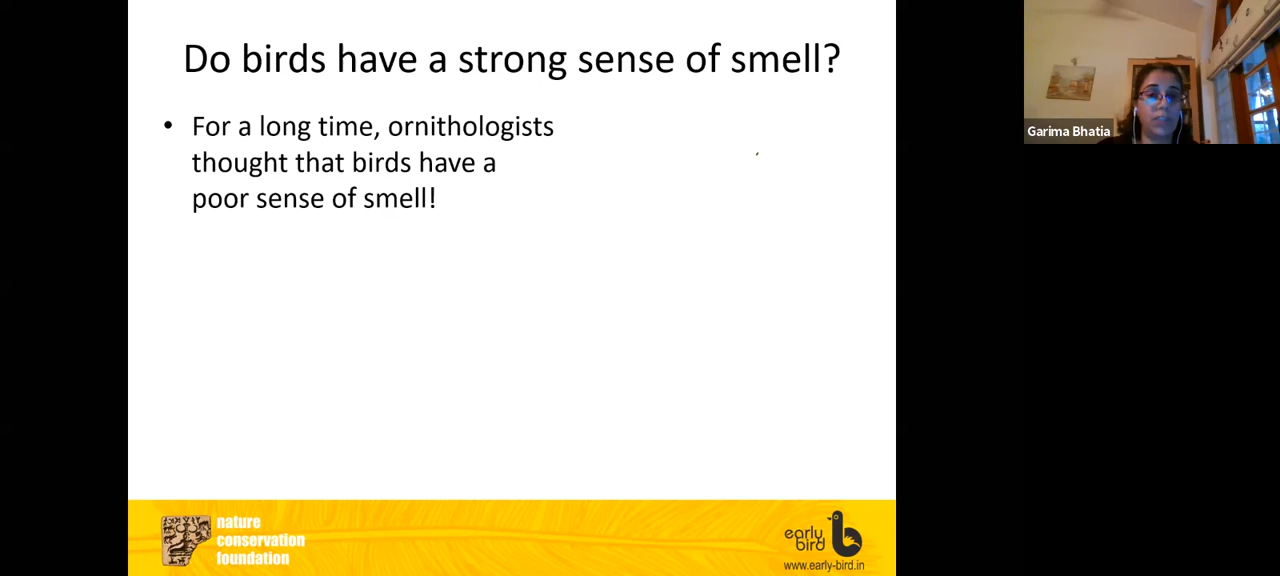 Do birds have a strong sense of smell?
• For a long time, ornithologists
thought that birds have a
poor sense of smell!
Garima Bhatia
nature
conservation
foundation
early
bird
www.early-bird.in